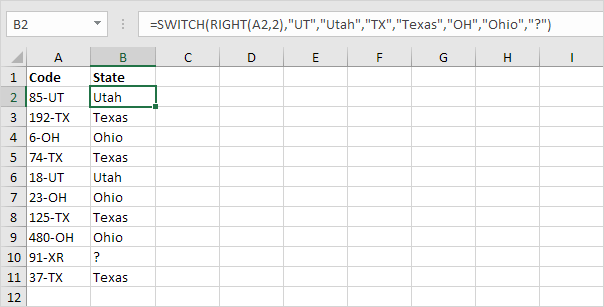 B2 =SWITCH(RIGHT(A2,2),"UT","Utah","TX","Texas","OH","Ohio","?")
A B C D E F G H I
1 Code State
2 85-UT Utah
3 192-TX Texas
4 6-OH Ohio
5 74-TX Texas
6 18-UT Utah
7 23-OH Ohio
8 125-TX Texas
9 480-OH Ohio
10 91-XR ?
11 37-TX Texas
12